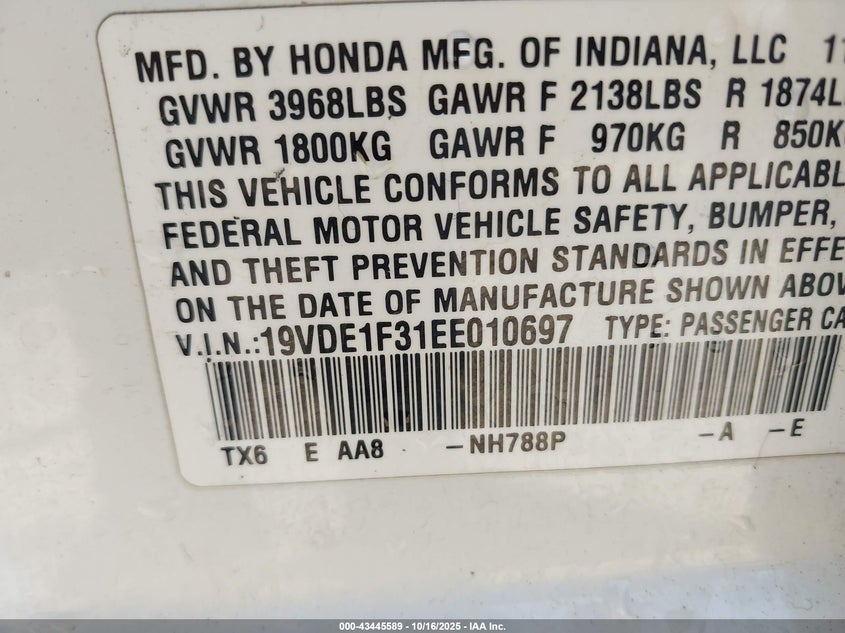 MFD. BY HONDA MFG. OF INDIANA, LLC 11
GVWR 3968LBS GAWR F 2138LBS R 1874L
GVWR 1800KG GAWR F 970KG R 850K
THIS VEHICLE CONFORMS TO ALL APPLICABL
FEDERAL MOTOR VEHICLE SAFETY, BUMPER,
AND THEFT PREVENTION STANDARDS IN EFFE
ON THE DATE OF MANUFACTURE SHOWN ABOV
V.I.N.:19VDE1F31EE010697 TYPE: PASSENGER CA
TX6 E AA8 -NH788P -A -E
000-43445589 - 10/16/2025 - IAA Inc.